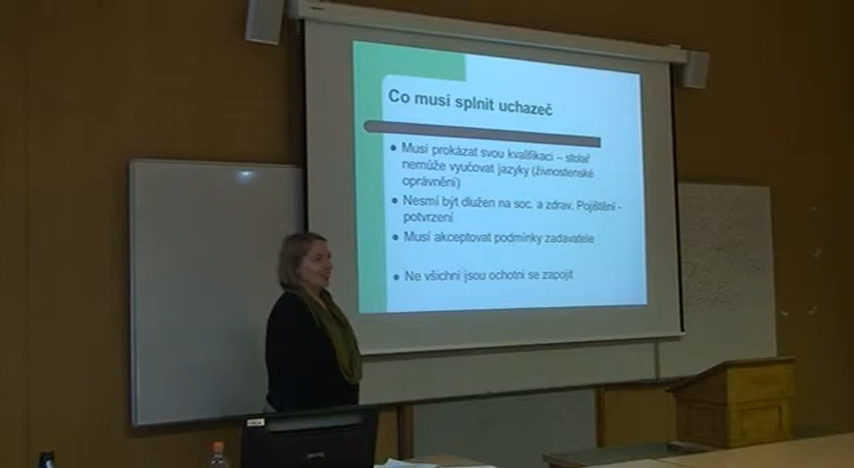 Co musí splnit uchazeč
Musí prokázat svou kvalifikaci – stolař
nemůže vyučovat jazyky (živnostenské
oprávnění)
Nesmí být dlužen na soc. a zdrav. Pojištění -
potvrzení
Musí akceptovat podmínky zadavatele
Ne všichni jsou ochotni se zapojit